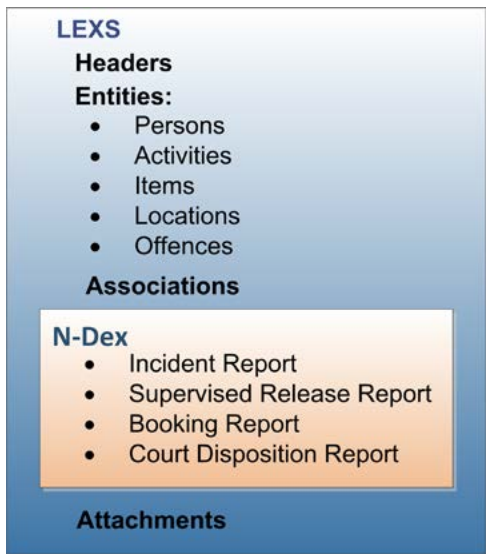 LEXS
Headers
Entities:
• Persons
• Activities
• Items
• Locations
• Offences
Associations
N-Dex
• Incident Report
• Supervised Release Report
• Booking Report
• Court Disposition Report
Attachments